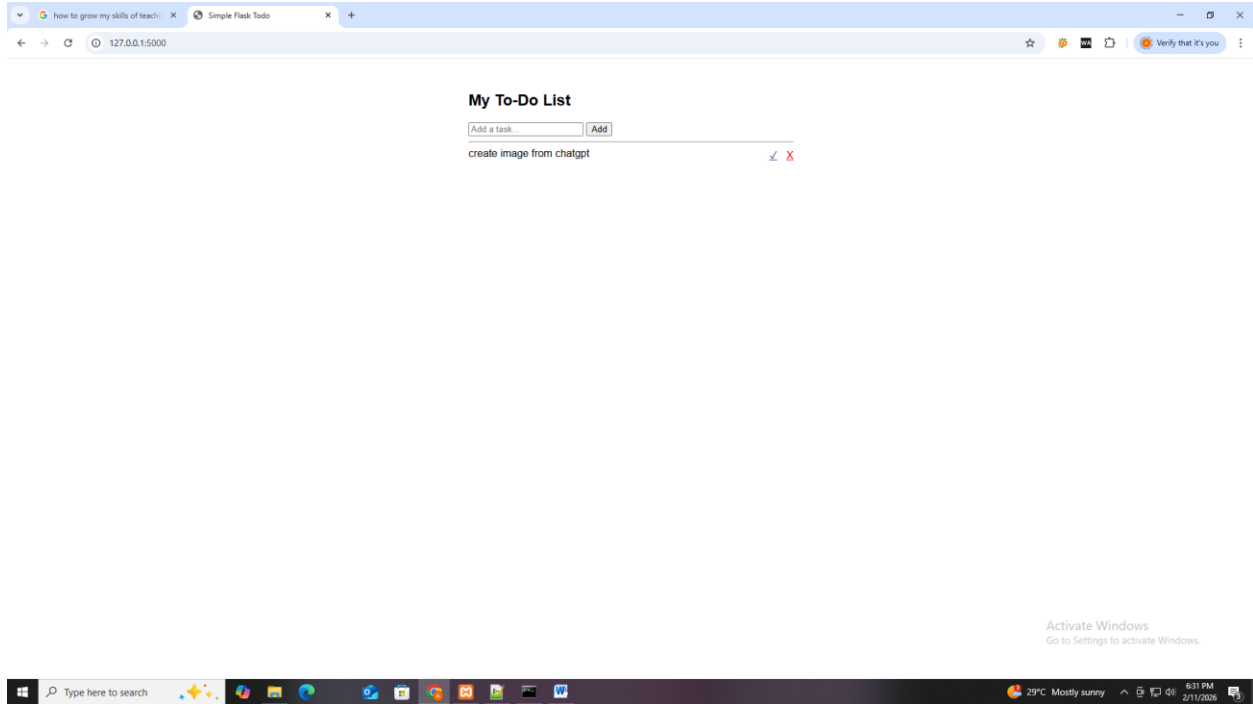 how to grow my skills of teachi
Simple Flask Todo
127.0.0.1:5000
WA
Verify that it's you
My To-Do List
Add a task...
Add
create image from chatgpt
✓ X
Activate Windows
Go to Settings to activate Windows.
Type here to search
29°C Mostly sunny
6:31 PM
2/11/2026